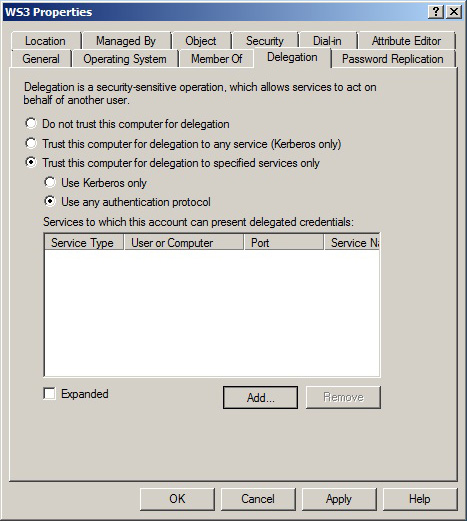 WS3 Properties
Location Managed By Object Security Dial-in Attribute Editor
General Operating System Member Of Delegation Password Replication
Delegation is a security-sensitive operation, which allows services to act on
behalf of another user.
Do not trust this computer for delegation
Trust this computer for delegation to any service (Kerberos only)
Trust this computer for delegation to specified services only
Use Kerberos only
Use any authentication protocol
Services to which this account can present delegated credentials:
Service Type User or Computer Port Service Na
Expanded Add... Remove
OK Cancel Apply Help